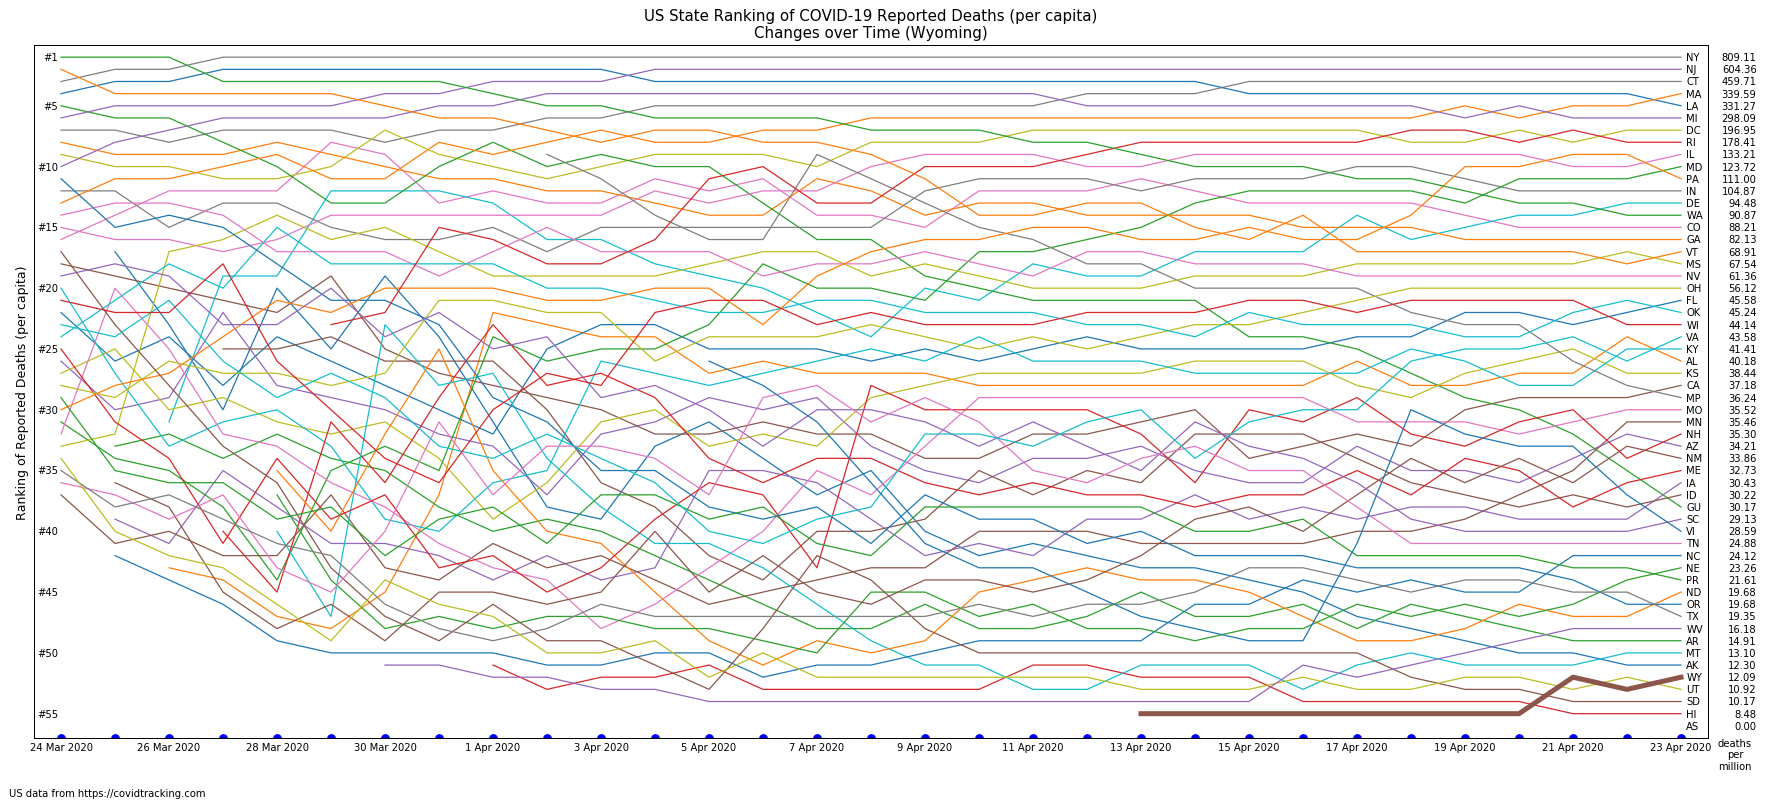 US State Ranking of COVID-19 Reported Deaths (per capita)
Changes over Time (Wyoming)
Ranking of Reported Deaths (per capita)
#1
#5
#10
#15
#20
#25
#30
#35
#40
#45
#50
#55
NY 809.11
NJ 604.36
CT 459.71
MA 339.59
LA 331.27
MI 298.09
DC 196.95
RI 178.41
IL 133.21
MD 123.72
PA 111.00
IN 104.87
DE 94.48
WA 90.87
CO 88.21
GA 82.13
VT 68.91
MS 67.54
NV 61.36
OH 56.12
FL 45.58
OK 45.24
WI 44.14
VA 43.58
KY 41.41
AL 40.18
KS 38.44
CA 37.18
MP 36.24
MO 35.52
MN 35.46
NH 35.30
AZ 34.21
NM 33.86
ME 32.73
IA 30.43
ID 30.22
GU 30.17
SC 29.13
VI 28.59
TN 24.88
NC 24.12
NE 23.26
PR 21.61
ND 19.68
OR 19.68
TX 19.35
WV 16.18
AR 14.91
MT 13.10
AK 12.30
WY 12.09
UT 10.92
SD 10.17
HI 8.48
AS 0.00
24 Mar 2020 26 Mar 2020 28 Mar 2020 30 Mar 2020 1 Apr 2020 3 Apr 2020 5 Apr 2020 7 Apr 2020 9 Apr 2020 11 Apr 2020 13 Apr 2020 15 Apr 2020 17 Apr 2020 19 Apr 2020 21 Apr 2020 23 Apr 2020
deaths
per
million
US data from https://covidtracking.com